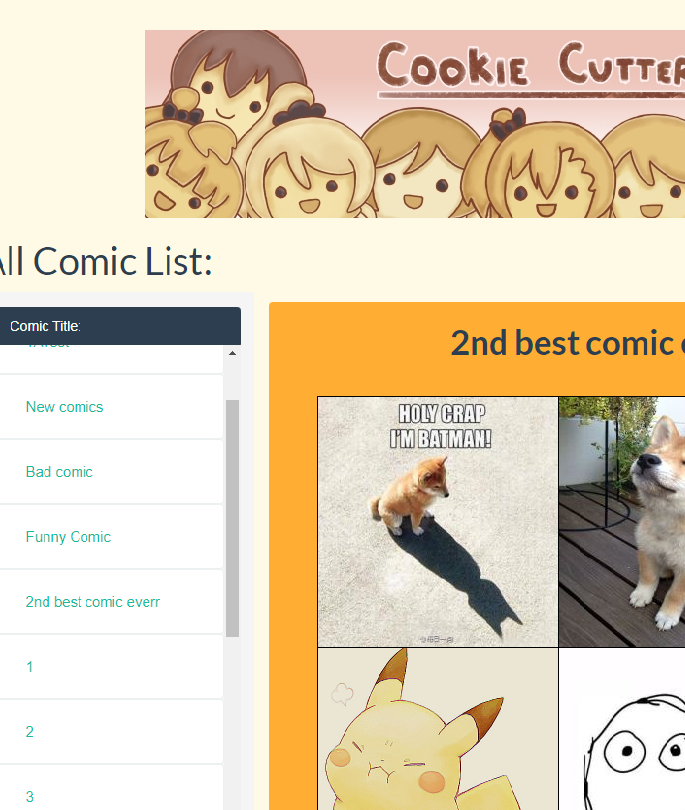 COOKIE CUTTER
All Comic List:
Comic Title:
New comics
Bad comic
Funny Comic
2nd best comic everr
1
2
3
2nd best comic
HOLY CRAP
I'M BATMAN!